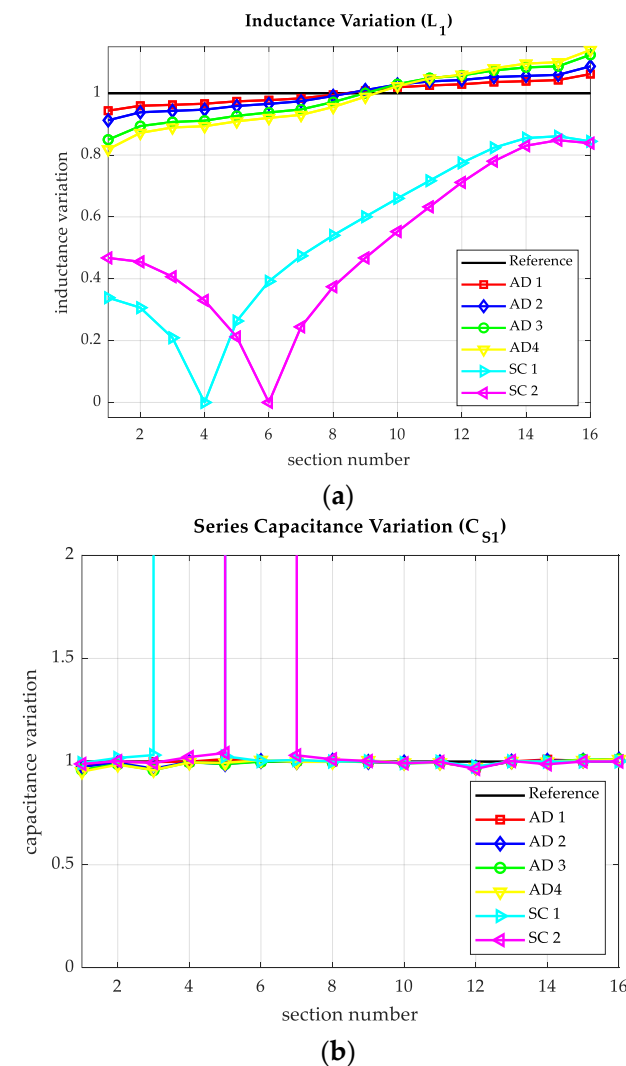 Inductance Variation (L1)
1
0.8
0.6
0.4
0.2
0
inductance variation
Reference
AD 1
AD 2
AD 3
AD4
SC 1
SC 2
2 4 6 8 10 12 14 16
section number
(a)
Series Capacitance Variation (CS1)
2
1.5
1
0.5
0
capacitance variation
Reference
AD 1
AD 2
AD 3
AD4
SC 1
SC 2
2 4 6 8 10 12 14 16
section number
(b)